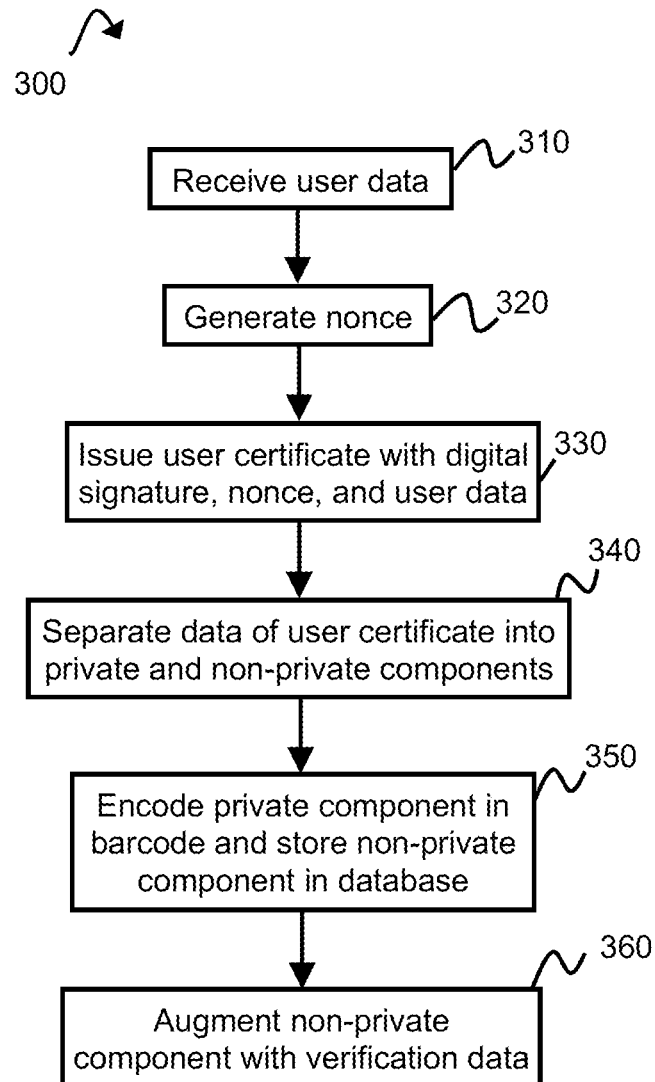 300
310
Receive user data
320
Generate nonce
330
Issue user certificate with digital
signature, nonce, and user data
340
Separate data of user certificate into
private and non-private components
350
Encode private component in
barcode and store non-private
component in database
360
Augment non-private
component with verification data